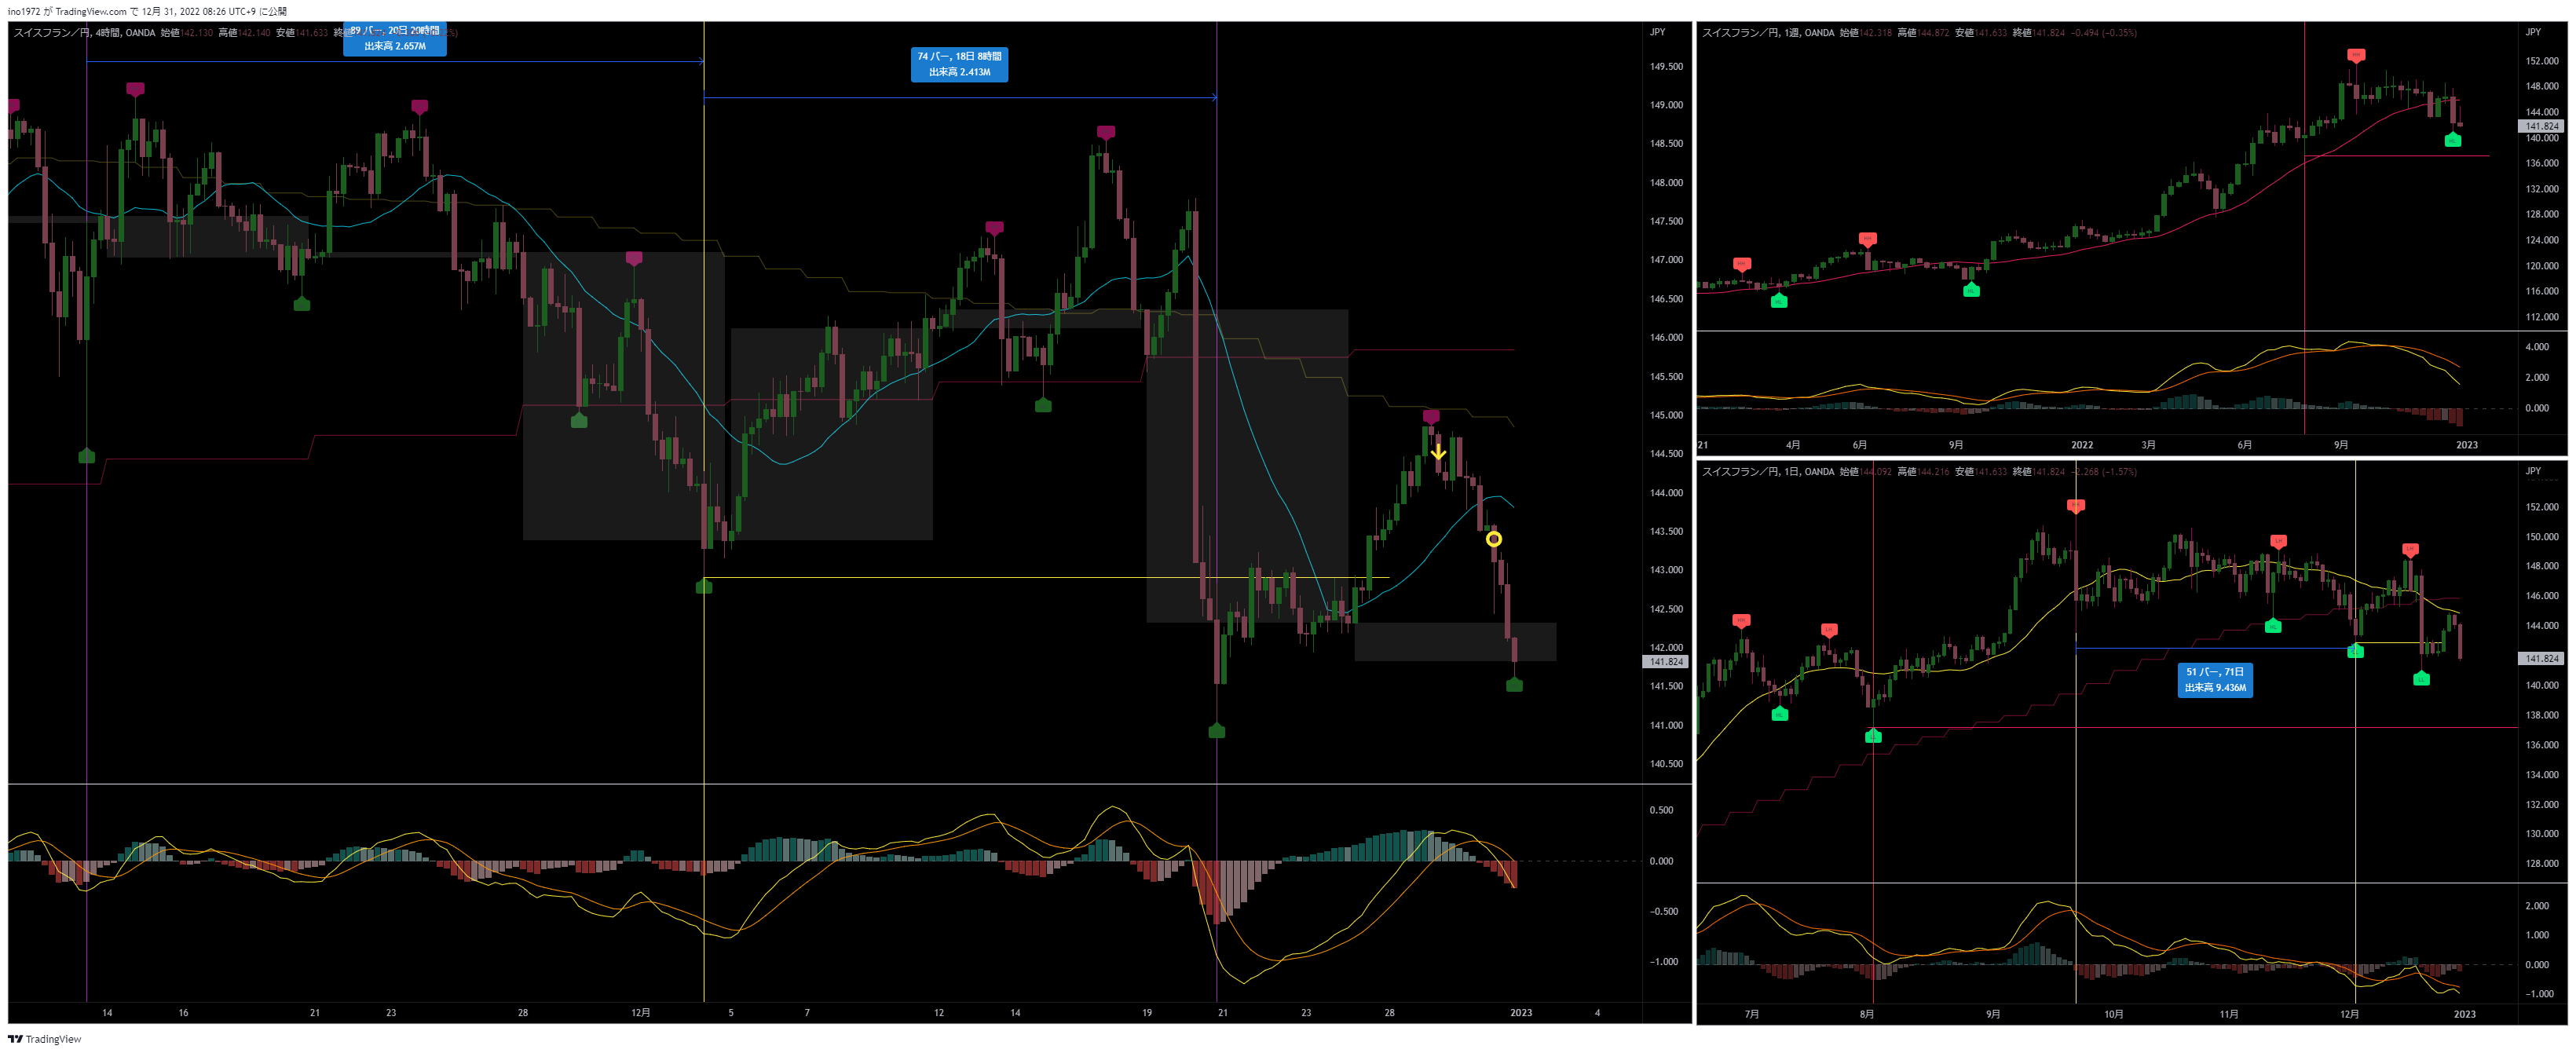 ino1972 が TradingView.com で 12月 31, 2022 08:26 UTC+9 に公開
スイスフラン／円, 4時間, OANDA 始値142.130 高値142.140 安値141.633 終値
89 バー, 20日 20時間
出来高 2.657M
74 バー, 18日 8時間
出来高 2.413M
JPY
149.500
149.000
148.500
148.000
147.500
147.000
146.500
146.000
145.500
145.000
144.500
144.000
143.500
143.000
142.500
142.000
141.824
141.500
141.000
140.500
0.500
0.000
−0.500
−1.000
14
16
21
23
28
12月
5
7
12
14
19
21
23
28
2023
4
スイスフラン／円, 1週, OANDA 始値142.318 高値144.872 安値141.633 終値141.824 −0.494 (−0.35%)
JPY
152.000
148.000
144.000
141.824
140.000
136.000
132.000
128.000
124.000
120.000
116.000
112.000
4.000
2.000
0.000
21
4月
6月
9月
2022
3月
6月
9月
2023
スイスフラン／円, 1日, OANDA 始値144.092 高値144.216 安値141.633 終値141.824 −2.268 (−1.57%)
JPY
152.000
150.000
148.000
146.000
144.000
141.824
140.000
138.000
136.000
134.000
132.000
130.000
128.000
51 バー, 71日
出来高 9.436M
2.000
1.000
0.000
−1.000
7月
8月
9月
10月
11月
12月
2023
TradingView